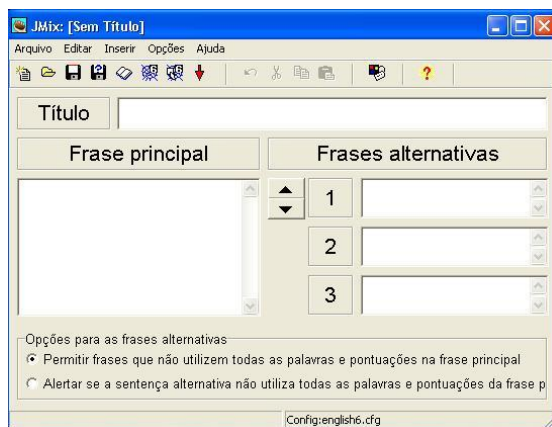 JMix: [Sem Título]
Arquivo Editar Inserir Opções Ajuda
?
Título
Frase principal
Frases alternativas
1
2
3
Opções para as frases alternativas
Permitir frases que não utilizem todas as palavras e pontuações na frase principal
Alertar se a sentença alternativa não utiliza todas as palavras e pontuações da frase p
Config:english6.cfg